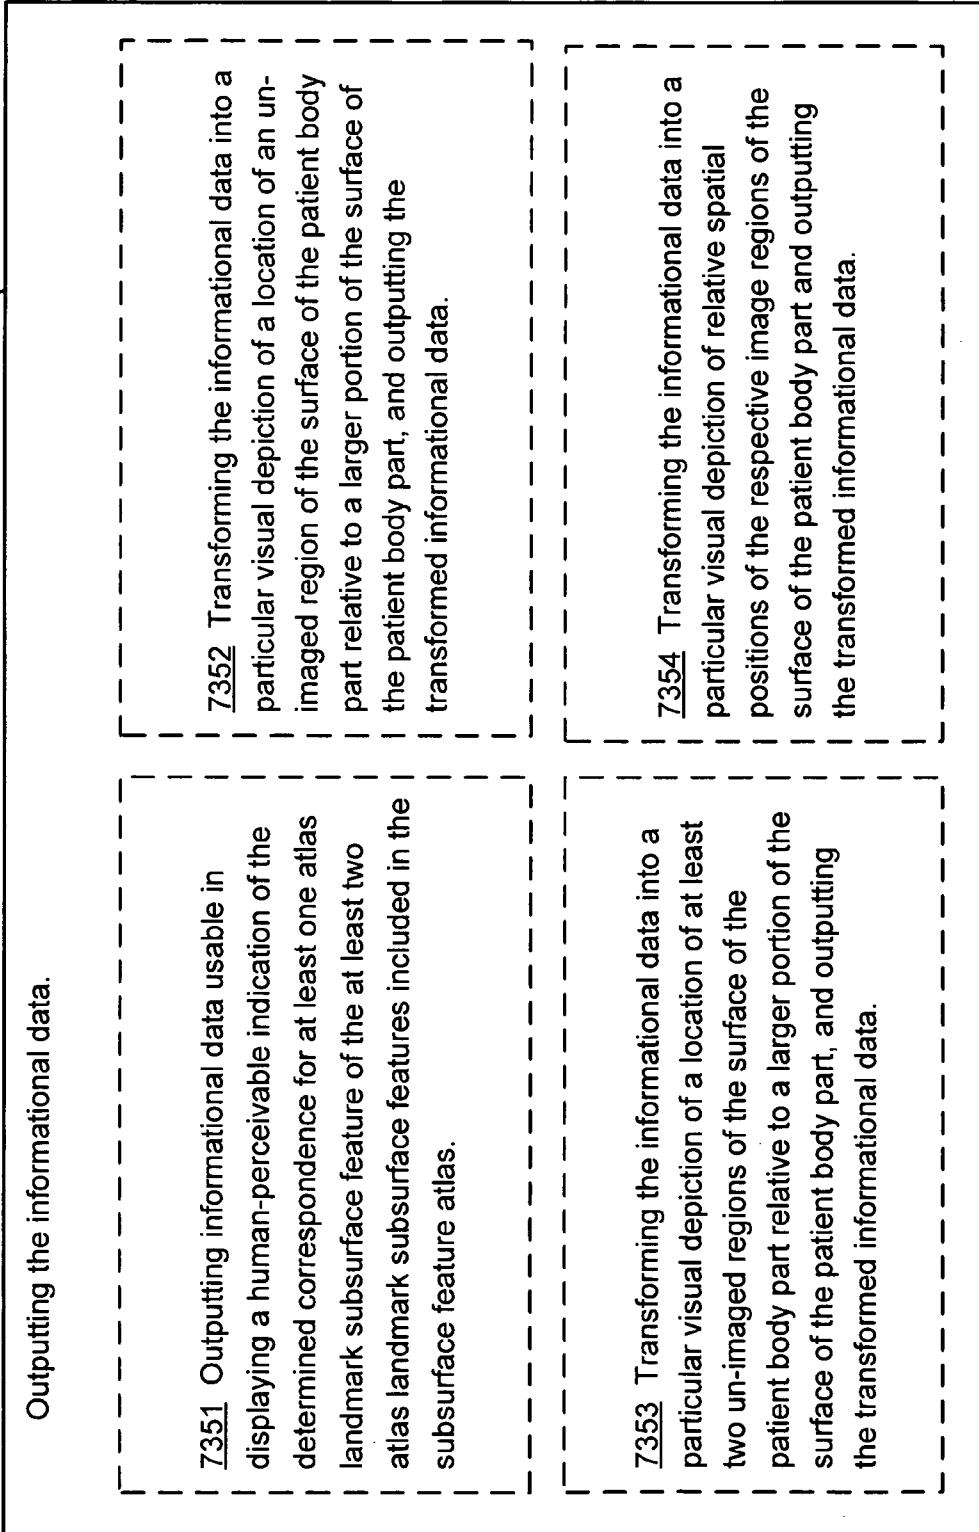 Outputting the informational data.
7351 Outputting informational data usable in
displaying a human-perceivable indication of the
determined correspondence for at least one atlas
landmark subsurface feature of the at least two
atlas landmark subsurface features included in the
subsurface feature atlas.
7352 Transforming the informational data into a
particular visual depiction of a location of an un-
imaged region of the surface of the patient body
part relative to a larger portion of the surface of
the patient body part, and outputting the
transformed informational data.
7353 Transforming the informational data into a
particular visual depiction of a location of at least
two un-imaged regions of the surface of the
patient body part relative to a larger portion of the
surface of the patient body part, and outputting
the transformed informational data.
7354 Transforming the informational data into a
particular visual depiction of relative spatial
positions of the respective image regions of the
surface of the patient body part and outputting
the transformed informational data.